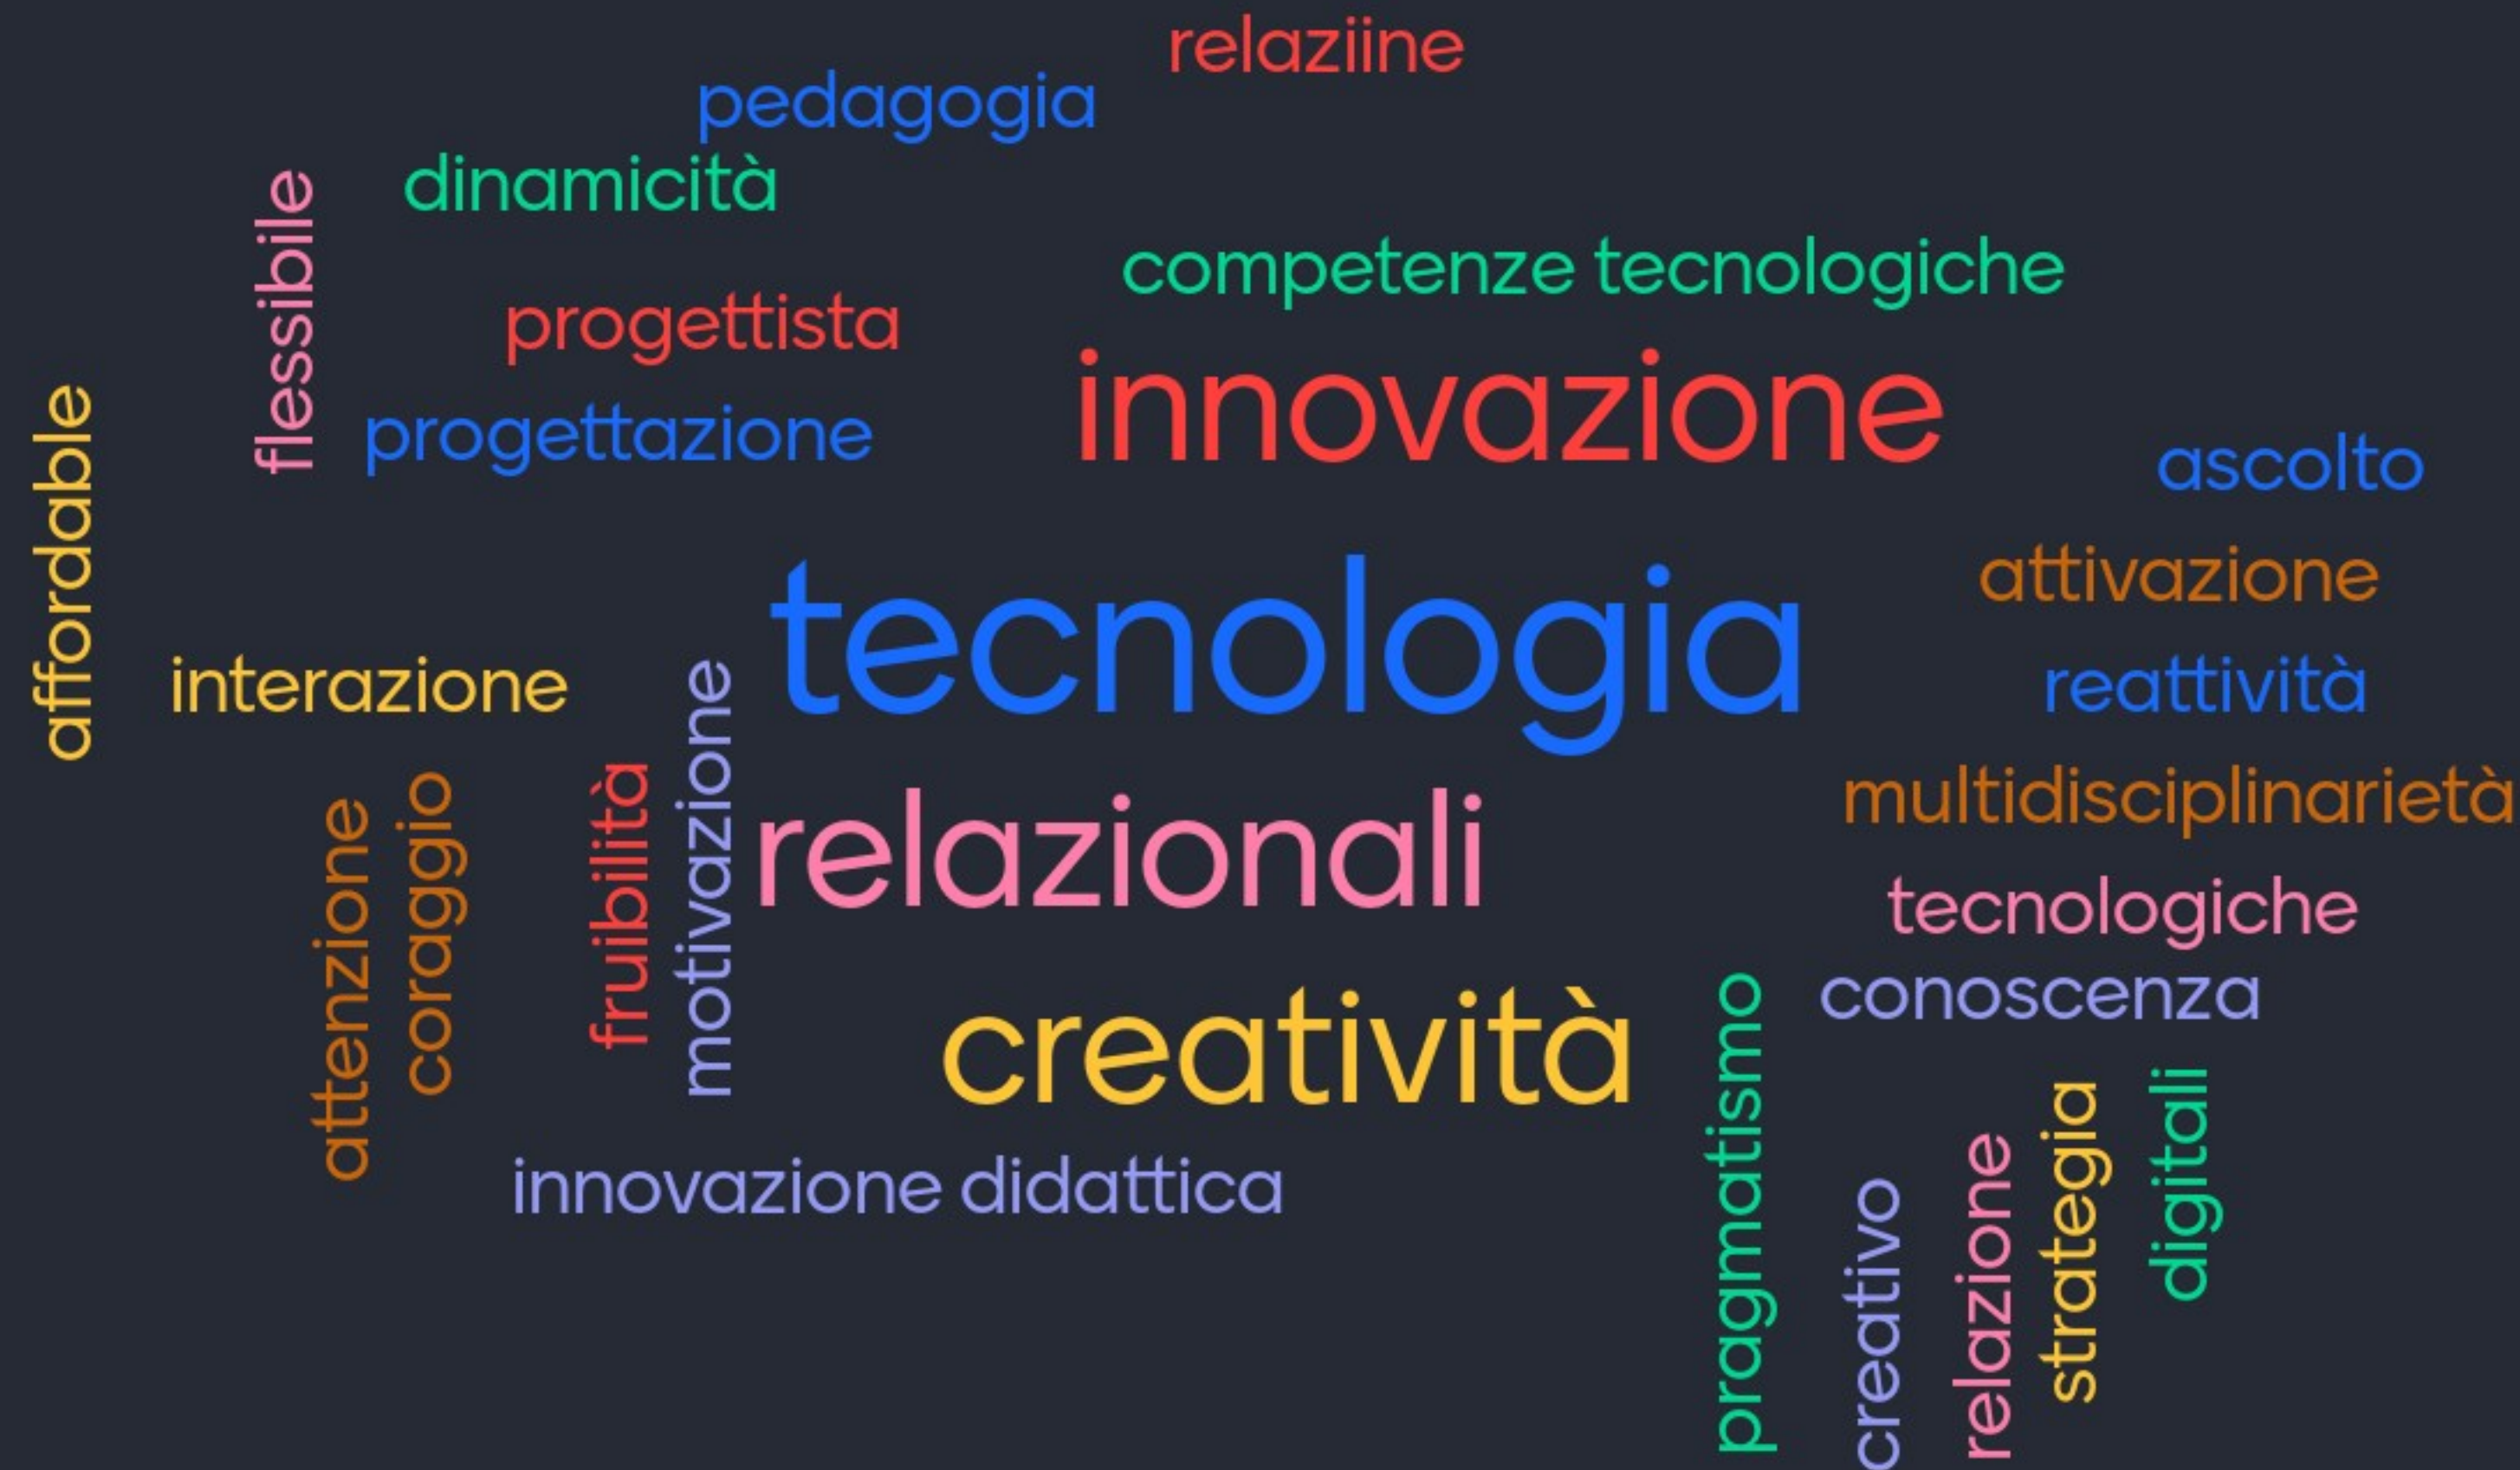 relaziine
pedagogia
dinamicità
flessibile
competenze tecnologiche
progettista
innovazione
progettazione
affordable
ascolto
attivazione
tecnologia
interazione
reattività
motivazione
fruibilità
multidisciplinarietà
relazionali
coraggio
attenzione
tecnologiche
conoscenza
creatività
pragmatismo
innovazione didattica
digitali
strategia
relazione
creativo